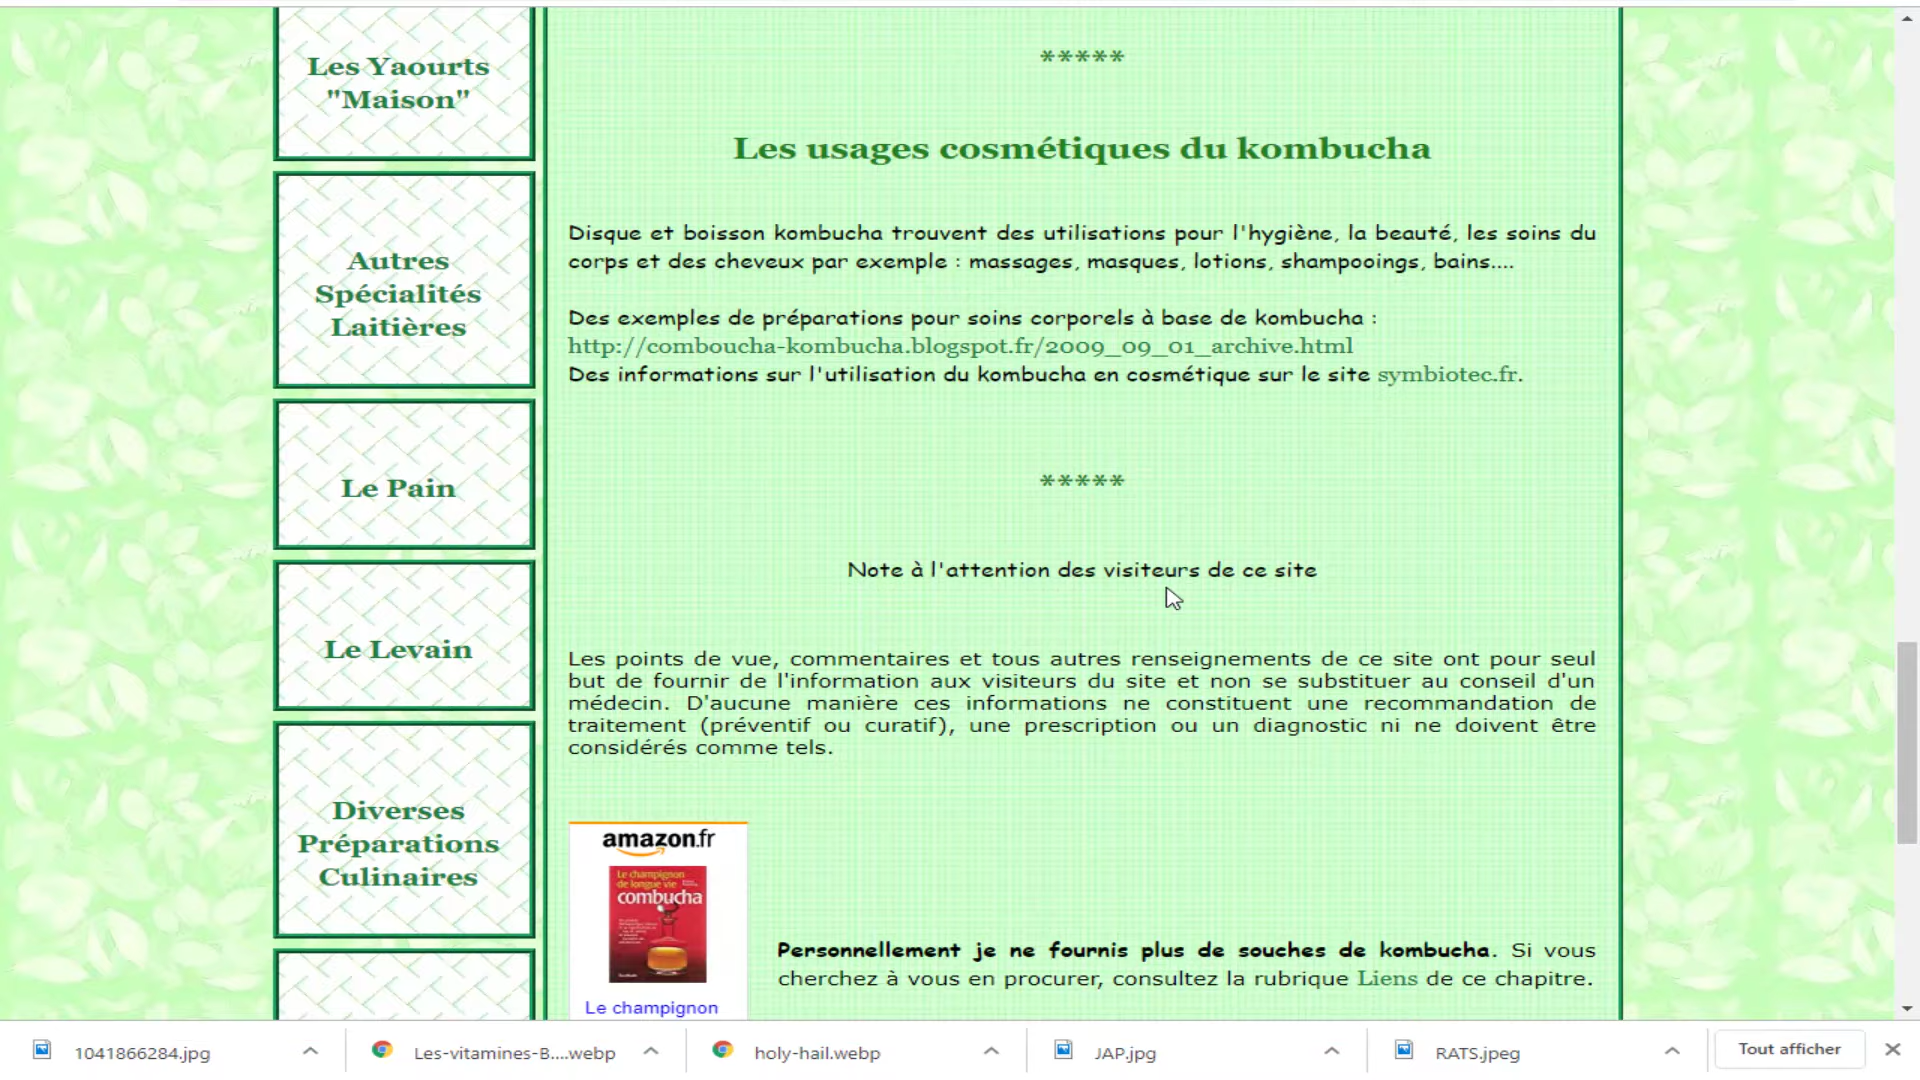 Les Yaourts
"Maison"
Autres
Spécialités
Laitières
Le Pain
Le Levain
Diverses
Préparations
Culinaires
*****
Les usages cosmétiques du kombucha
Disque et boisson kombucha trouvent des utilisations pour l'hygiène, la beauté, les soins du
corps et des cheveux par exemple : massages, masques, lotions, shampooings, bains....
Des exemples de préparations pour soins corporels à base de kombucha :
http://comboucha-kombucha.blogspot.fr/2009_09_01_archive.html
Des informations sur l'utilisation du kombucha en cosmétique sur le site symbiotec.fr.
*****
Note à l'attention des visiteurs de ce site
Les points de vue, commentaires et tous autres renseignements de ce site ont pour seul
but de fournir de l'information aux visiteurs du site et non se substituer au conseil d'un
médecin. D'aucune manière ces informations ne constituent une recommandation de
traitement (préventif ou curatif), une prescription ou un diagnostic ni ne doivent être
considérés comme tels.
amazon.fr
Le champignon
de longue vie
combucha
Le champignon
Personnellement je ne fournis plus de souches de kombucha. Si vous
cherchez à vous en procurer, consultez la rubrique Liens de ce chapitre.
1041866284.jpg
Les-vitamines-B....webp
holy-hail.webp
JAP.jpg
RATS.jpeg
Tout afficher